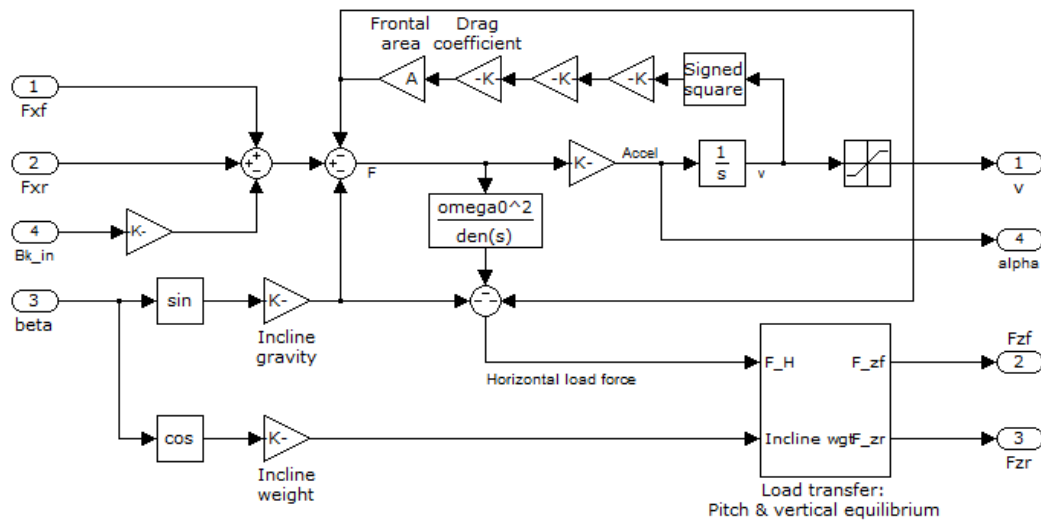 Frontal area
Drag coefficient
1
Fxf
A
-K-
-K-
-K-
Signed square
2
Fxr
F
K-
Accel
1
s
v
1
v
4
Bk_in
K-
omega0^2
den(s)
4
alpha
3
beta
sin
K-
Incline gravity
Horizontal load force
F_H
F_zf
Fzf
2
cos
K-
Incline weight
Incline wgt
F_zr
3
Fzr
Load transfer:
Pitch & vertical equilibrium